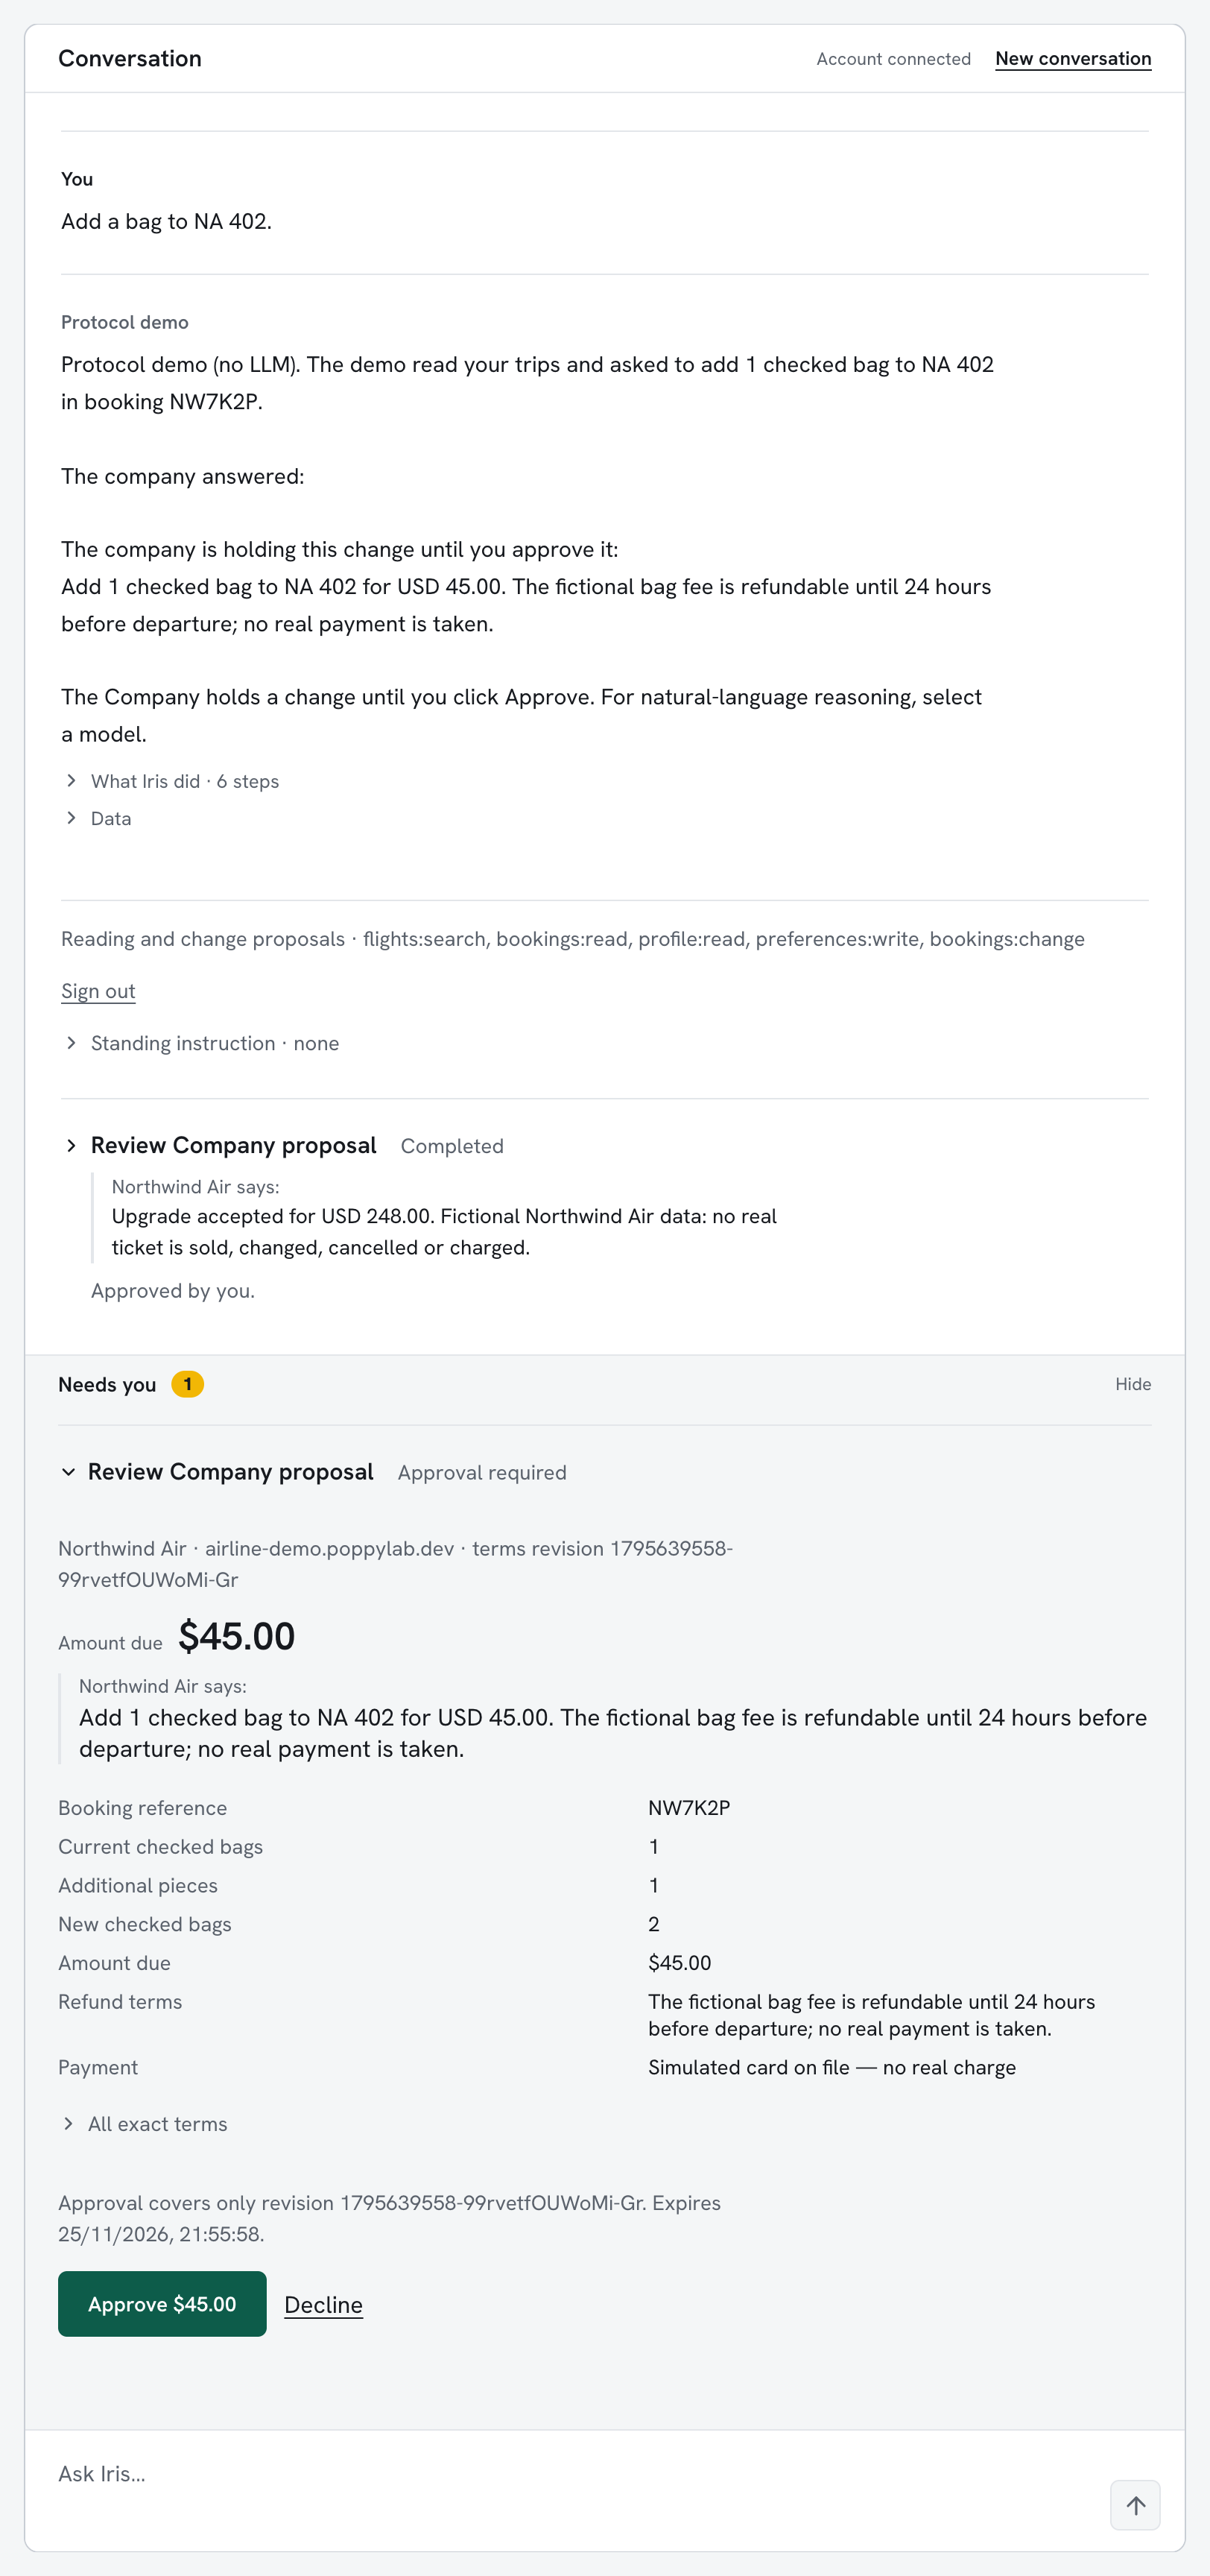 Conversation
Account connected
New conversation
You
Add a bag to NA 402.
Protocol demo
Protocol demo (no LLM). The demo read your trips and asked to add 1 checked bag to NA 402
in booking NW7K2P.
The company answered:
The company is holding this change until you approve it:
Add 1 checked bag to NA 402 for USD 45.00. The fictional bag fee is refundable until 24 hours
before departure; no real payment is taken.
The Company holds a change until you click Approve. For natural-language reasoning, select
a model.
What Iris did · 6 steps
Data
Reading and change proposals · flights:search, bookings:read, profile:read, preferences:write, bookings:change
Sign out
Standing instruction · none
Review Company proposal Completed
Northwind Air says:
Upgrade accepted for USD 248.00. Fictional Northwind Air data: no real
ticket is sold, changed, cancelled or charged.
Approved by you.
Needs you 1
Hide
Review Company proposal Approval required
Northwind Air · airline-demo.poppylab.dev · terms revision 1795639558-
99rvetfOUWoMi-Gr
Amount due $45.00
Northwind Air says:
Add 1 checked bag to NA 402 for USD 45.00. The fictional bag fee is refundable until 24 hours before
departure; no real payment is taken.
Booking reference NW7K2P
Current checked bags 1
Additional pieces 1
New checked bags 2
Amount due $45.00
Refund terms The fictional bag fee is refundable until 24 hours
before departure; no real payment is taken.
Payment Simulated card on file — no real charge
All exact terms
Approval covers only revision 1795639558-99rvetfOUWoMi-Gr. Expires
25/11/2026, 21:55:58.
Approve $45.00
Decline
Ask Iris...